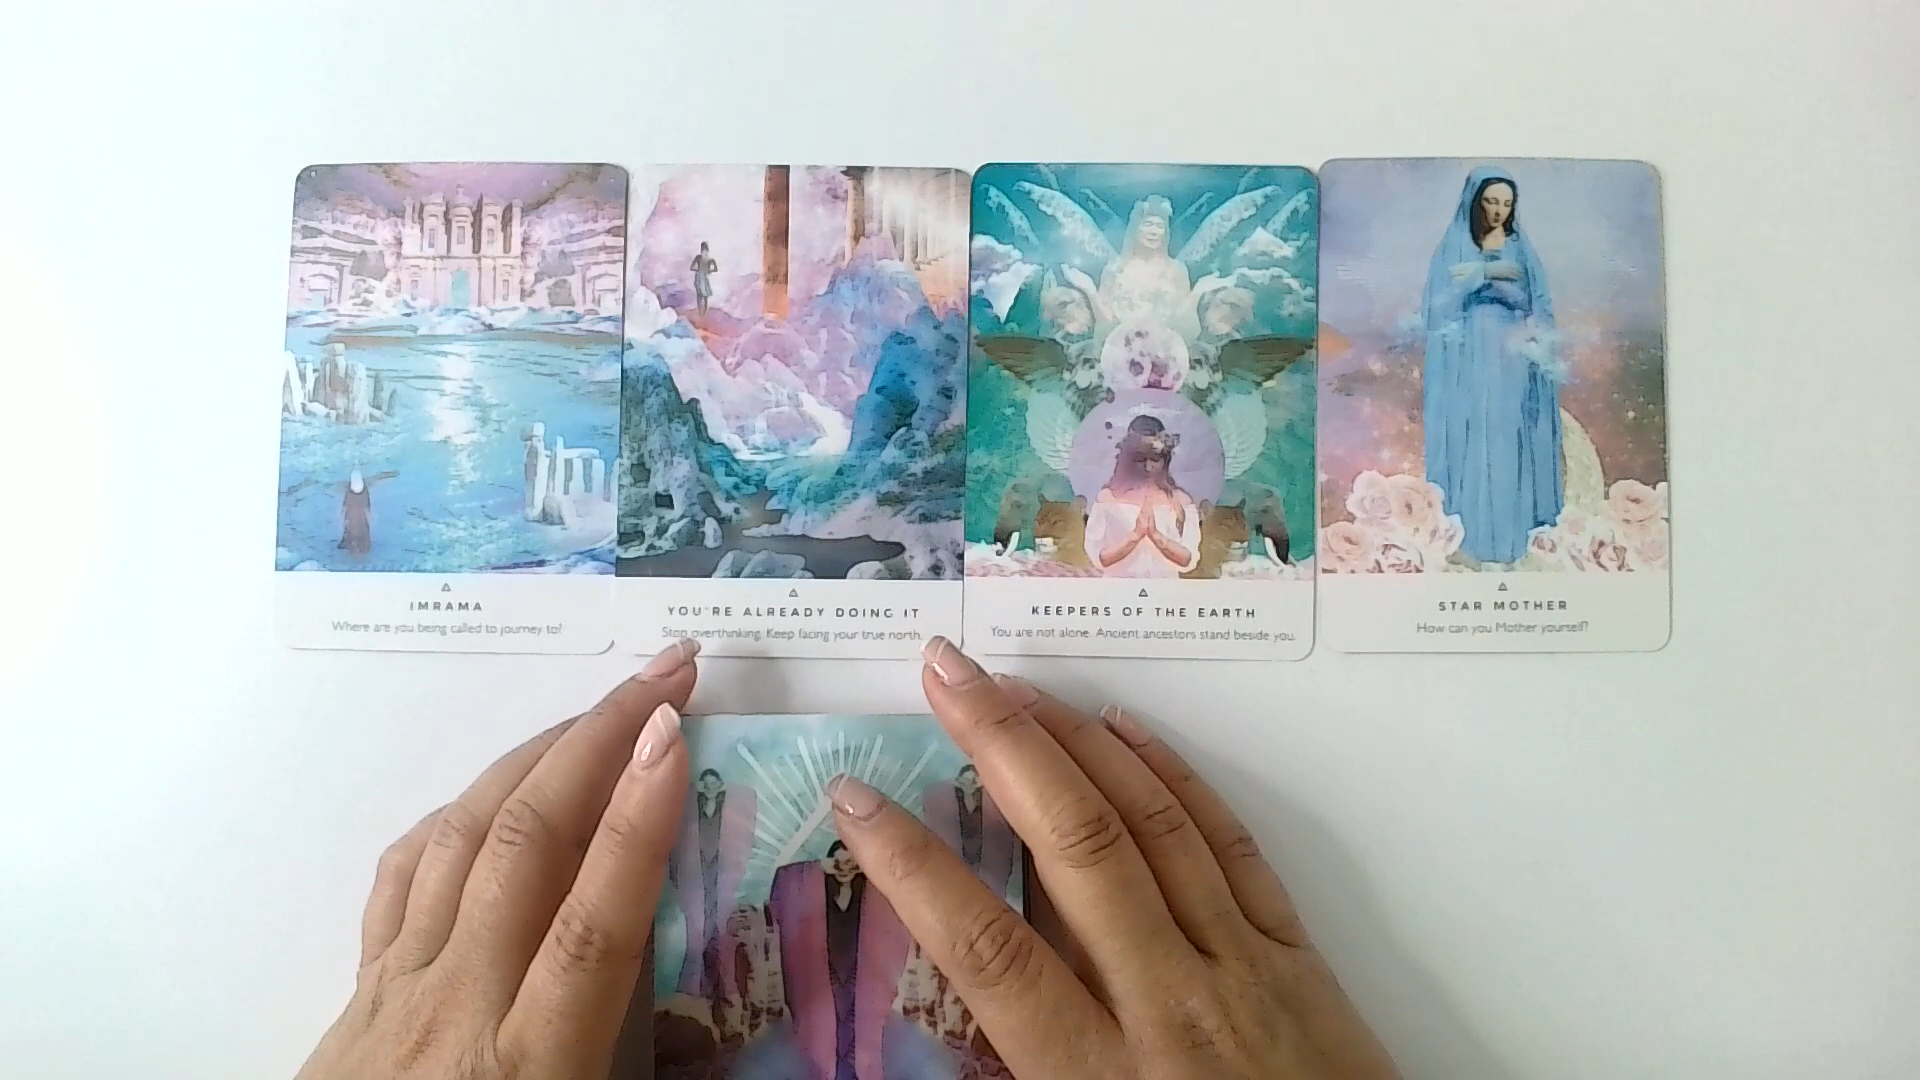 IMRAMA
Where are you being called to journey to?
YOU'RE ALREADY DOING IT
Stop overthinking. Keep facing your true north.
KEEPERS OF THE EARTH
You are not alone. Ancient ancestors stand beside you.
STAR MOTHER
How can you Mother yourself?